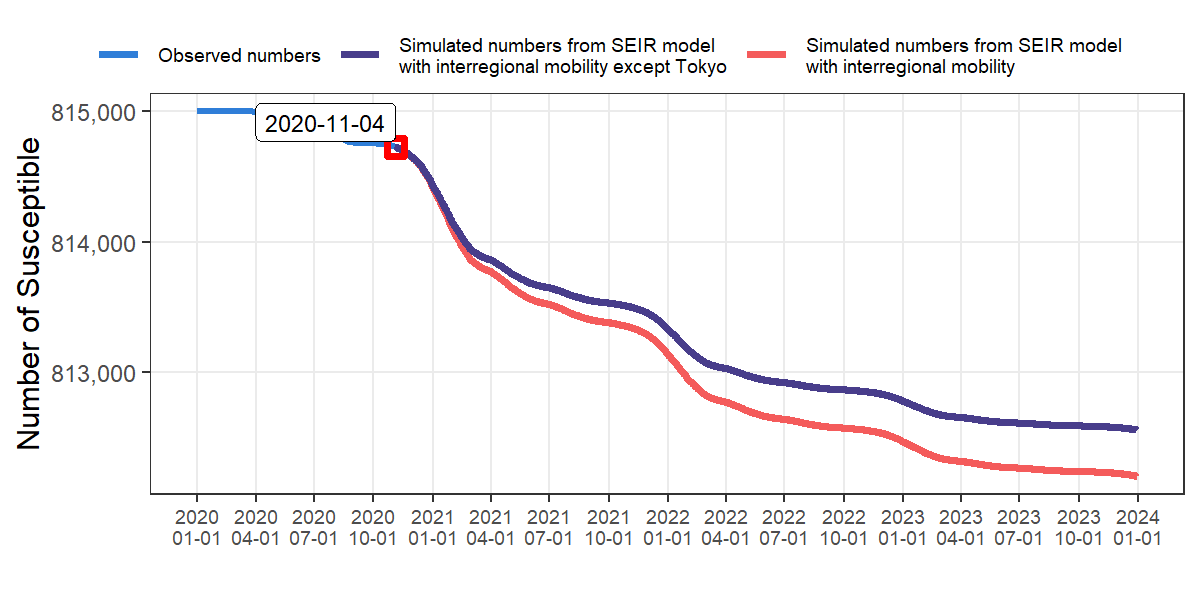 Observed numbers
Simulated numbers from SEIR model
with interregional mobility except Tokyo
Simulated numbers from SEIR model
with interregional mobility
Number of Susceptible
815,000
814,000
813,000
2020-11-04
2020 2020 2020 2020 2021 2021 2021 2021 2022 2022 2022 2022 2023 2023 2023 2023 2024
01-01 04-01 07-01 10-01 01-01 04-01 07-01 10-01 01-01 04-01 07-01 10-01 01-01 04-01 07-01 10-01 01-01